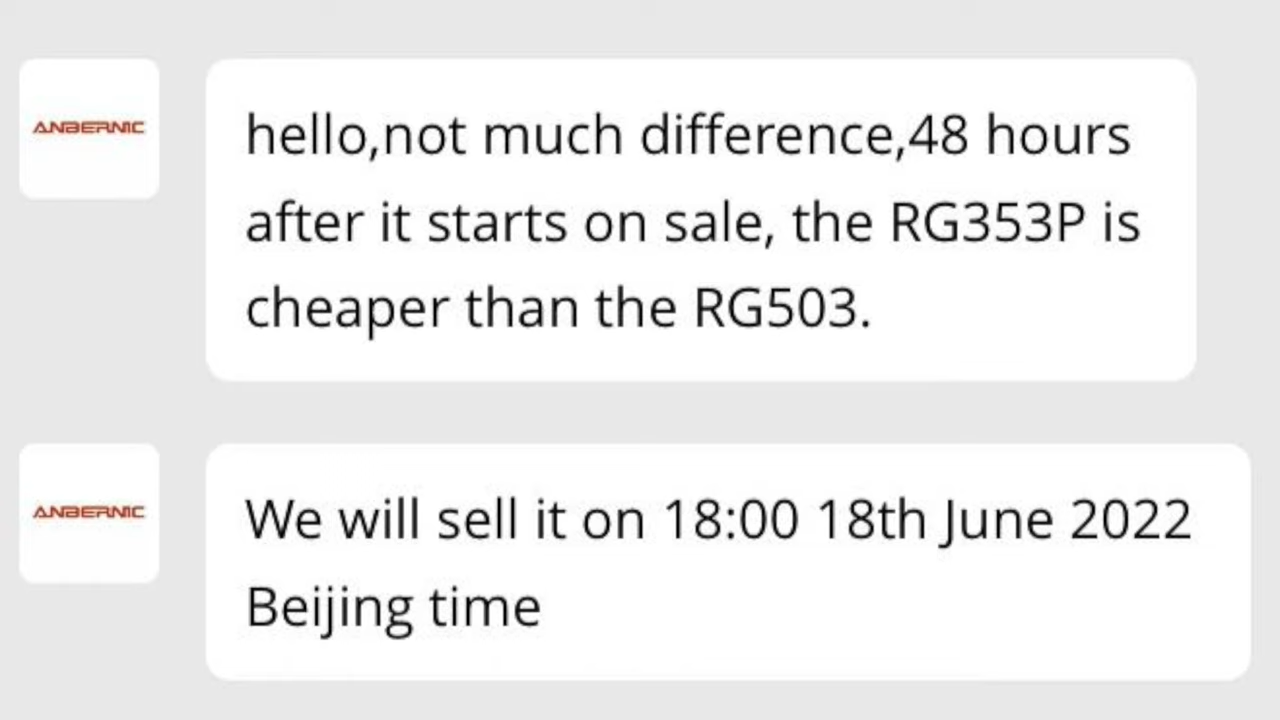 ANBERNIC
hello,not much difference,48 hours
after it starts on sale, the RG353P is
cheaper than the RG503.
ANBERNIC
We will sell it on 18:00 18th June 2022
Beijing time